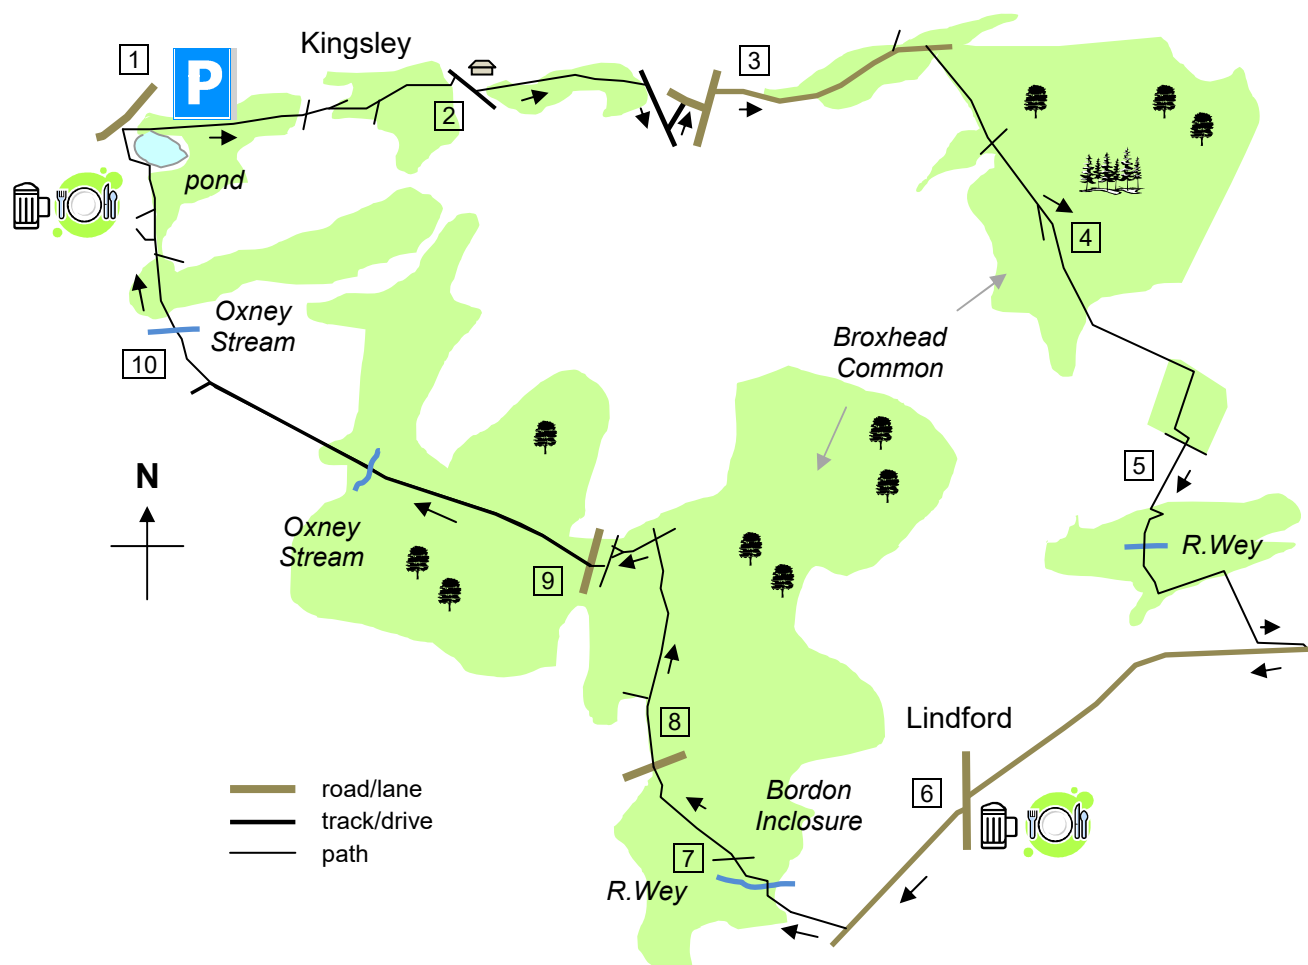 1
P
Kingsley
3
2
pond
4
Oxney
Stream
Broxhead
Common
10
5
N
Oxney
Stream
R.Wey
9
Lindford
8
road/lane
track/drive
path
Bordon
Inclosure
6
7
R.Wey